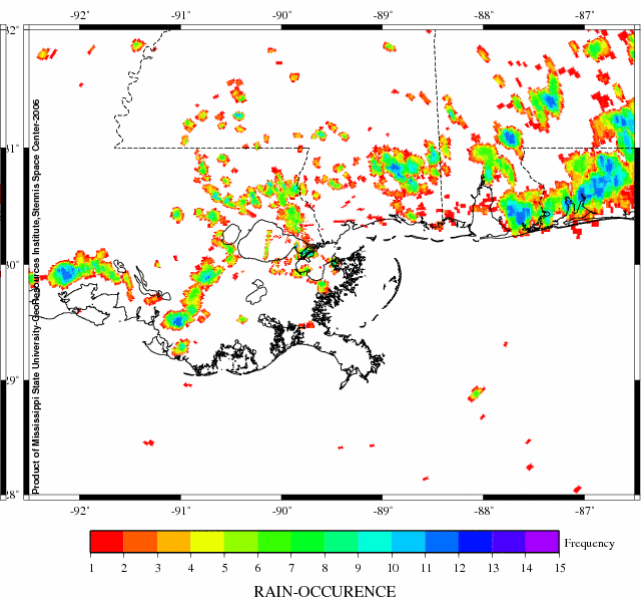 -92° -91° -90° -89° -88° -87°
32°
31°
30°
29°
28°
Product of Mississippi State University-GeoResources Institute,Stennis Space Center-2006
-92° -91° -90° -89° -88° -87°
Frequency
1 2 3 4 5 6 7 8 9 10 11 12 13 14 15
RAIN-OCCURENCE